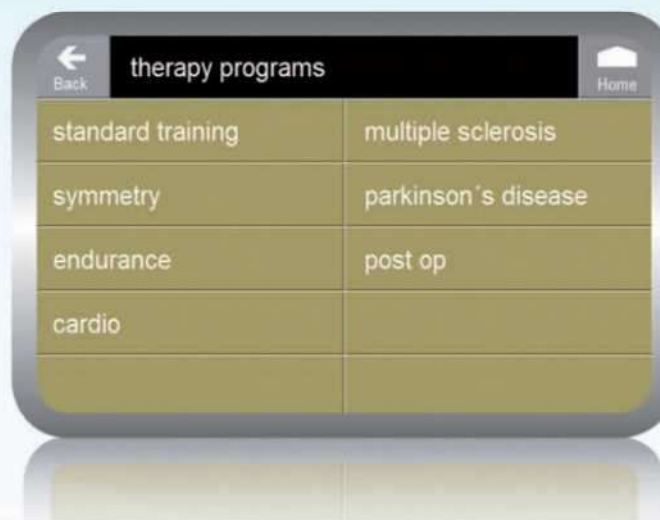 Back
therapy programs
Home
standard training
multiple sclerosis
symmetry
parkinson´s disease
endurance
post op
cardio